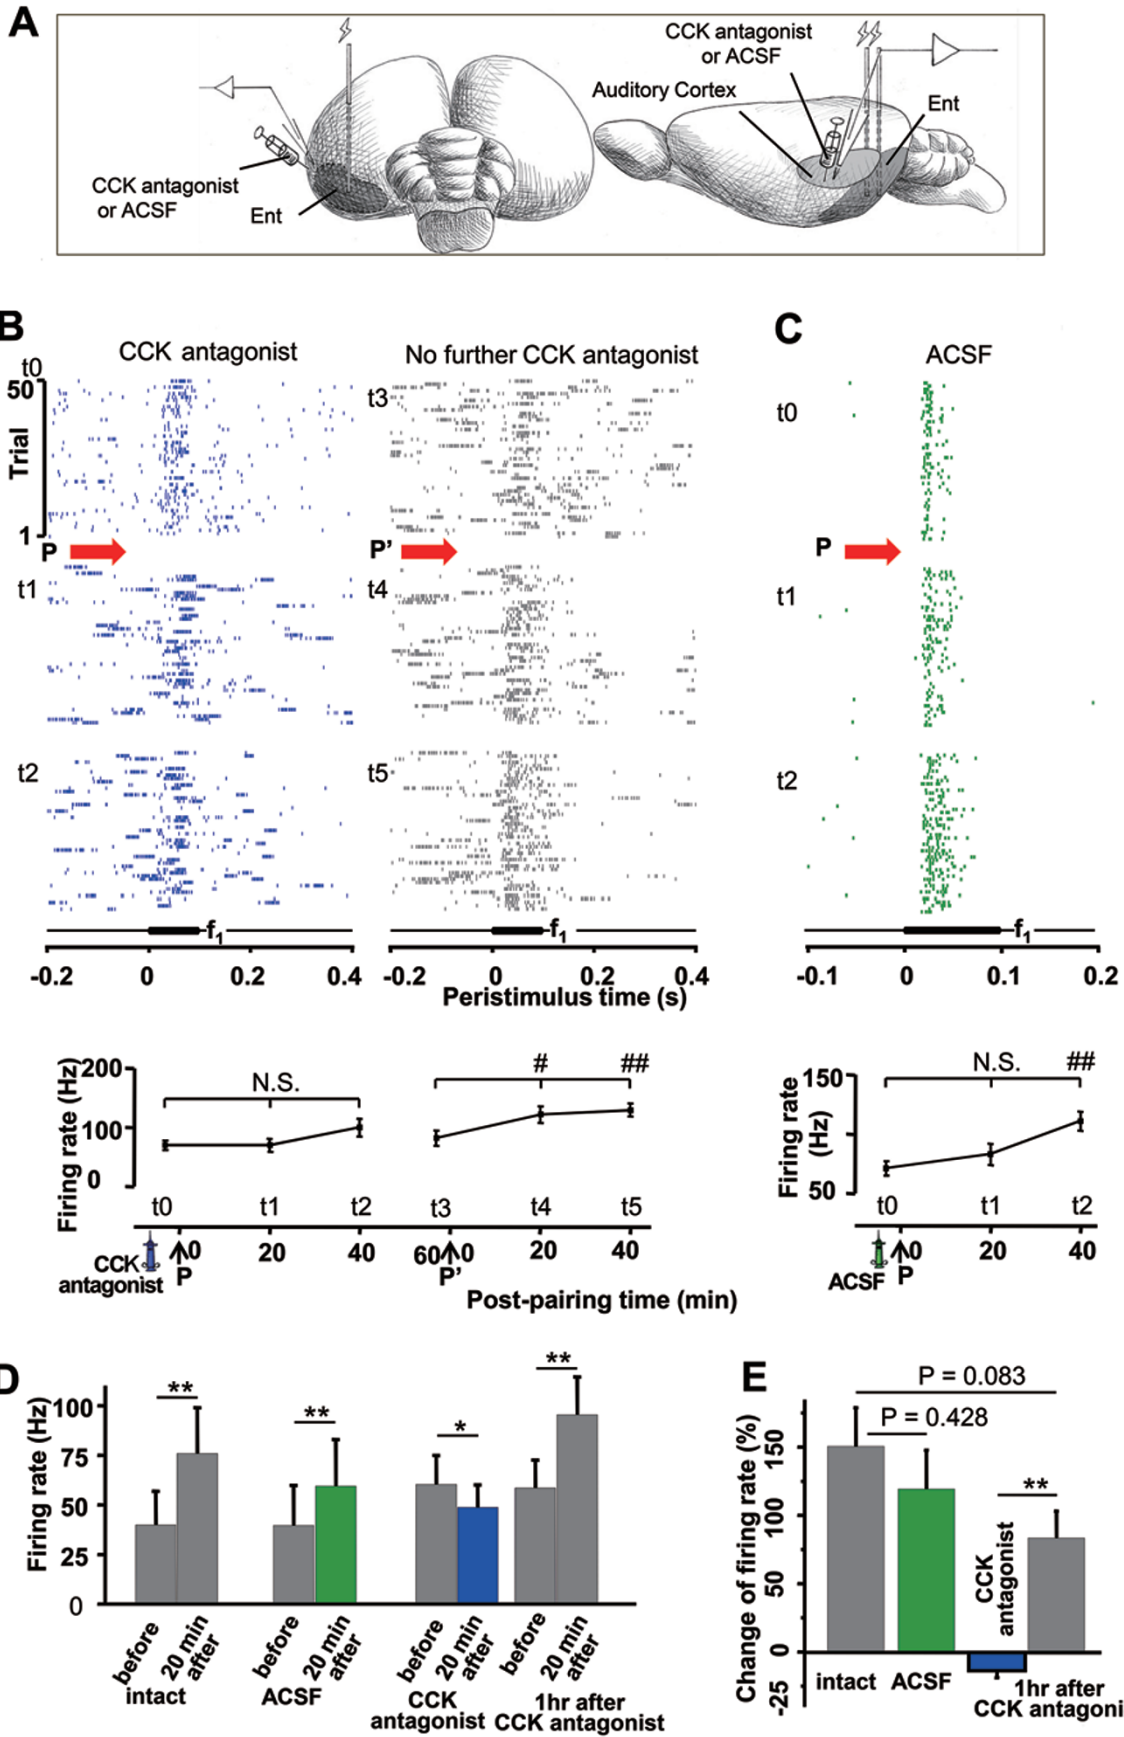 A
CCK antagonist
or ACSF
Auditory Cortex
Ent
CCK antagonist
or ACSF
Ent
B
CCK antagonist
No further CCK antagonist
t0
50
Trial
1
P
t1
t2
t3
P'
t4
t5
f1
f1
-0.2 0 0.2 0.4
-0.2 0 0.2 0.4
Peristimulus time (s)
C
ACSF
t0
P
t1
t2
f1
-0.1 0 0.1 0.2
Firing rate (Hz)
200
100
0
N.S.
# ##
t0 t1 t2 t3 t4 t5
CCK
antagonist
P
0 20 40 60 0 20 40
P'
Post-pairing time (min)
Firing rate
(Hz)
150
50
N.S. ##
t0 t1 t2
ACSF
P
0 20 40
D
Firing rate (Hz)
100
75
50
25
0
** ** * **
before
20 min
after
intact
before
20 min
after
ACSF
before
20 min
after
CCK
antagonist
before
20 min
after
1hr after
CCK antagonist
E
Change of firing rate (%)
150
100
50
0
-25
P = 0.083
P = 0.428
**
CCK
antagonist
intact
ACSF
1hr after
CCK antagoni